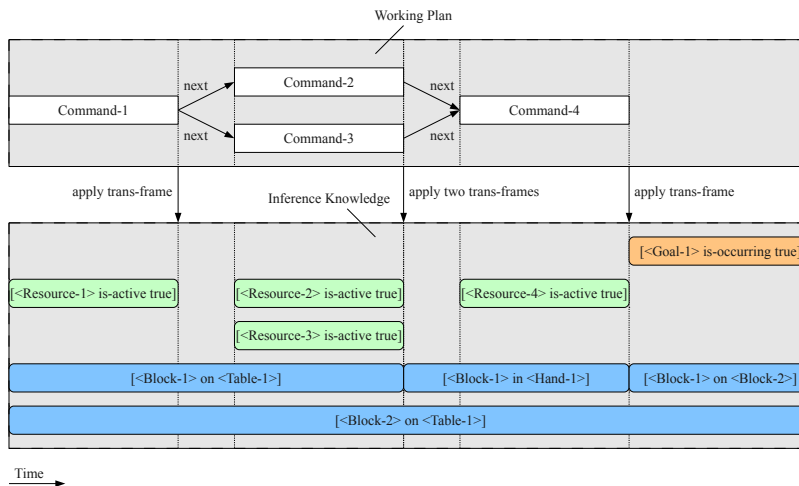 Working Plan
next
Command-2
next
Command-1
Command-4
next
Command-3
next
apply trans-frame
apply two trans-frames
apply trans-frame
Inference Knowledge
[<Goal-1> is-occurring true]
[<Resource-1> is-active true]
[<Resource-2> is-active true]
[<Resource-4> is-active true]
[<Resource-3> is-active true]
[<Block-1> on <Table-1>]
[<Block-1> in <Hand-1>]
[<Block-1> on <Block-2>]
[<Block-2> on <Table-1>]
Time